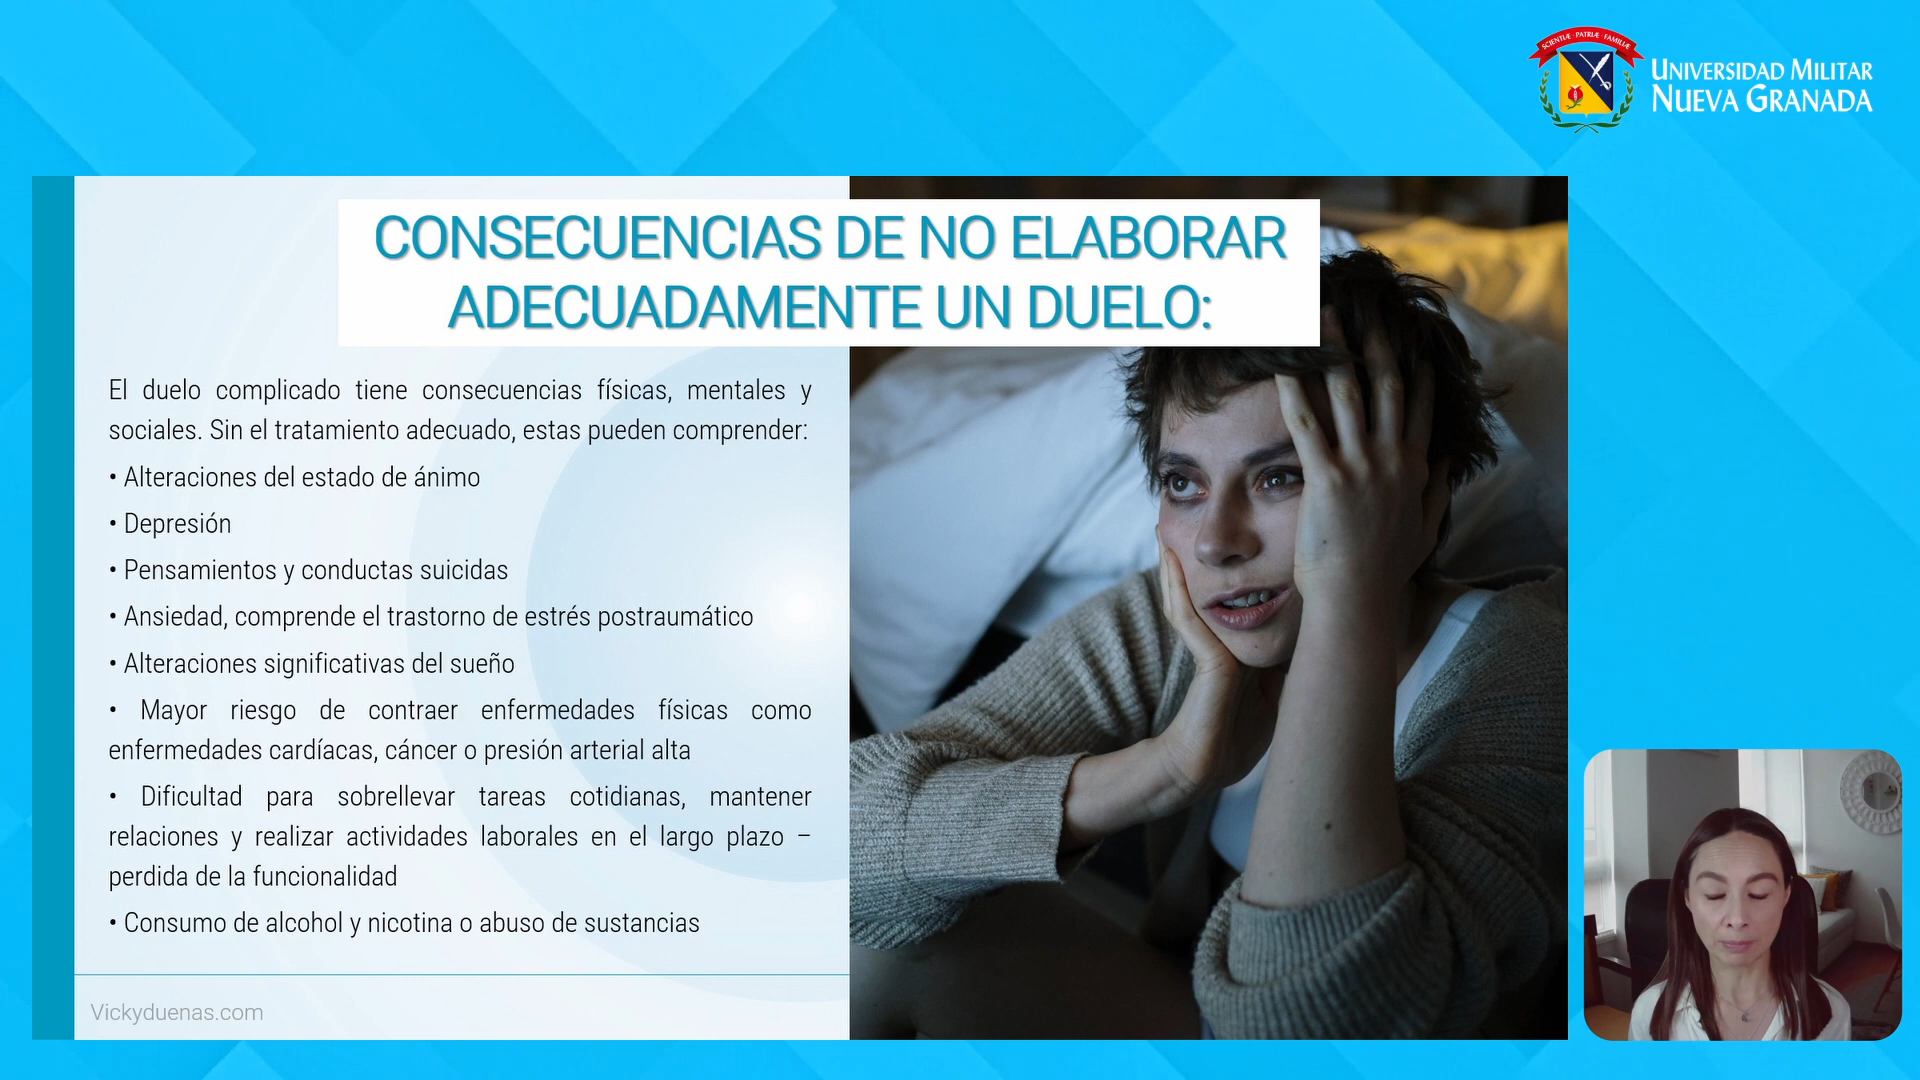 SCIENTIÆ · PATRIÆ · FAMILIÆ
UNIVERSIDAD MILITAR
NUEVA GRANADA
CONSECUENCIAS DE NO ELABORAR
ADECUADAMENTE UN DUELO:
El duelo complicado tiene consecuencias físicas, mentales y
sociales. Sin el tratamiento adecuado, estas pueden comprender:
• Alteraciones del estado de ánimo
• Depresión
• Pensamientos y conductas suicidas
• Ansiedad, comprende el trastorno de estrés postraumático
• Alteraciones significativas del sueño
• Mayor riesgo de contraer enfermedades físicas como
enfermedades cardíacas, cáncer o presión arterial alta
• Dificultad para sobrellevar tareas cotidianas, mantener
relaciones y realizar actividades laborales en el largo plazo –
perdida de la funcionalidad
• Consumo de alcohol y nicotina o abuso de sustancias
Vickyduenas.com